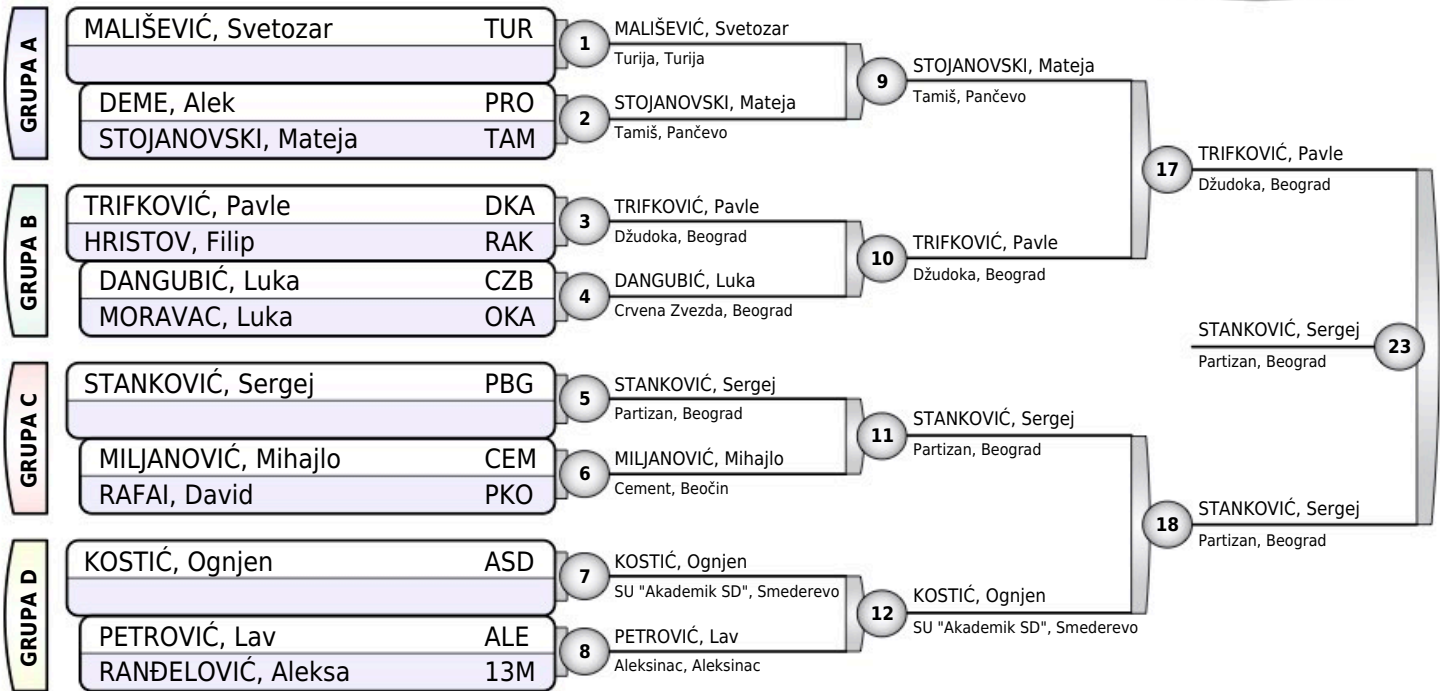 GRUPA A
MALIŠEVIĆ, Svetozar TUR
DEME, Alek PRO
STOJANOVSKI, Mateja TAM
GRUPA B
TRIFKOVIĆ, Pavle DKA
HRISTOV, Filip RAK
DANGUBIĆ, Luka CZB
MORAVAC, Luka OKA
GRUPA C
STANKOVIĆ, Sergej PBG
MILJANOVIĆ, Mihajlo CEM
RAFAI, David PKO
GRUPA D
KOSTIĆ, Ognjen ASD
PETROVIĆ, Lav ALE
RANĐELOVIĆ, Aleksa 13M
1
MALIŠEVIĆ, Svetozar
Turija, Turija
2
STOJANOVSKI, Mateja
Tamiš, Pančevo
3
TRIFKOVIĆ, Pavle
Džudoka, Beograd
4
DANGUBIĆ, Luka
Crvena Zvezda, Beograd
5
STANKOVIĆ, Sergej
Partizan, Beograd
6
MILJANOVIĆ, Mihajlo
Cement, Beočin
7
KOSTIĆ, Ognjen
SU "Akademik SD", Smederevo
8
PETROVIĆ, Lav
Aleksinac, Aleksinac
9
STOJANOVSKI, Mateja
Tamiš, Pančevo
10
TRIFKOVIĆ, Pavle
Džudoka, Beograd
11
STANKOVIĆ, Sergej
Partizan, Beograd
12
KOSTIĆ, Ognjen
SU "Akademik SD", Smederevo
17
TRIFKOVIĆ, Pavle
Džudoka, Beograd
18
STANKOVIĆ, Sergej
Partizan, Beograd
STANKOVIĆ, Sergej
Partizan, Beograd
23